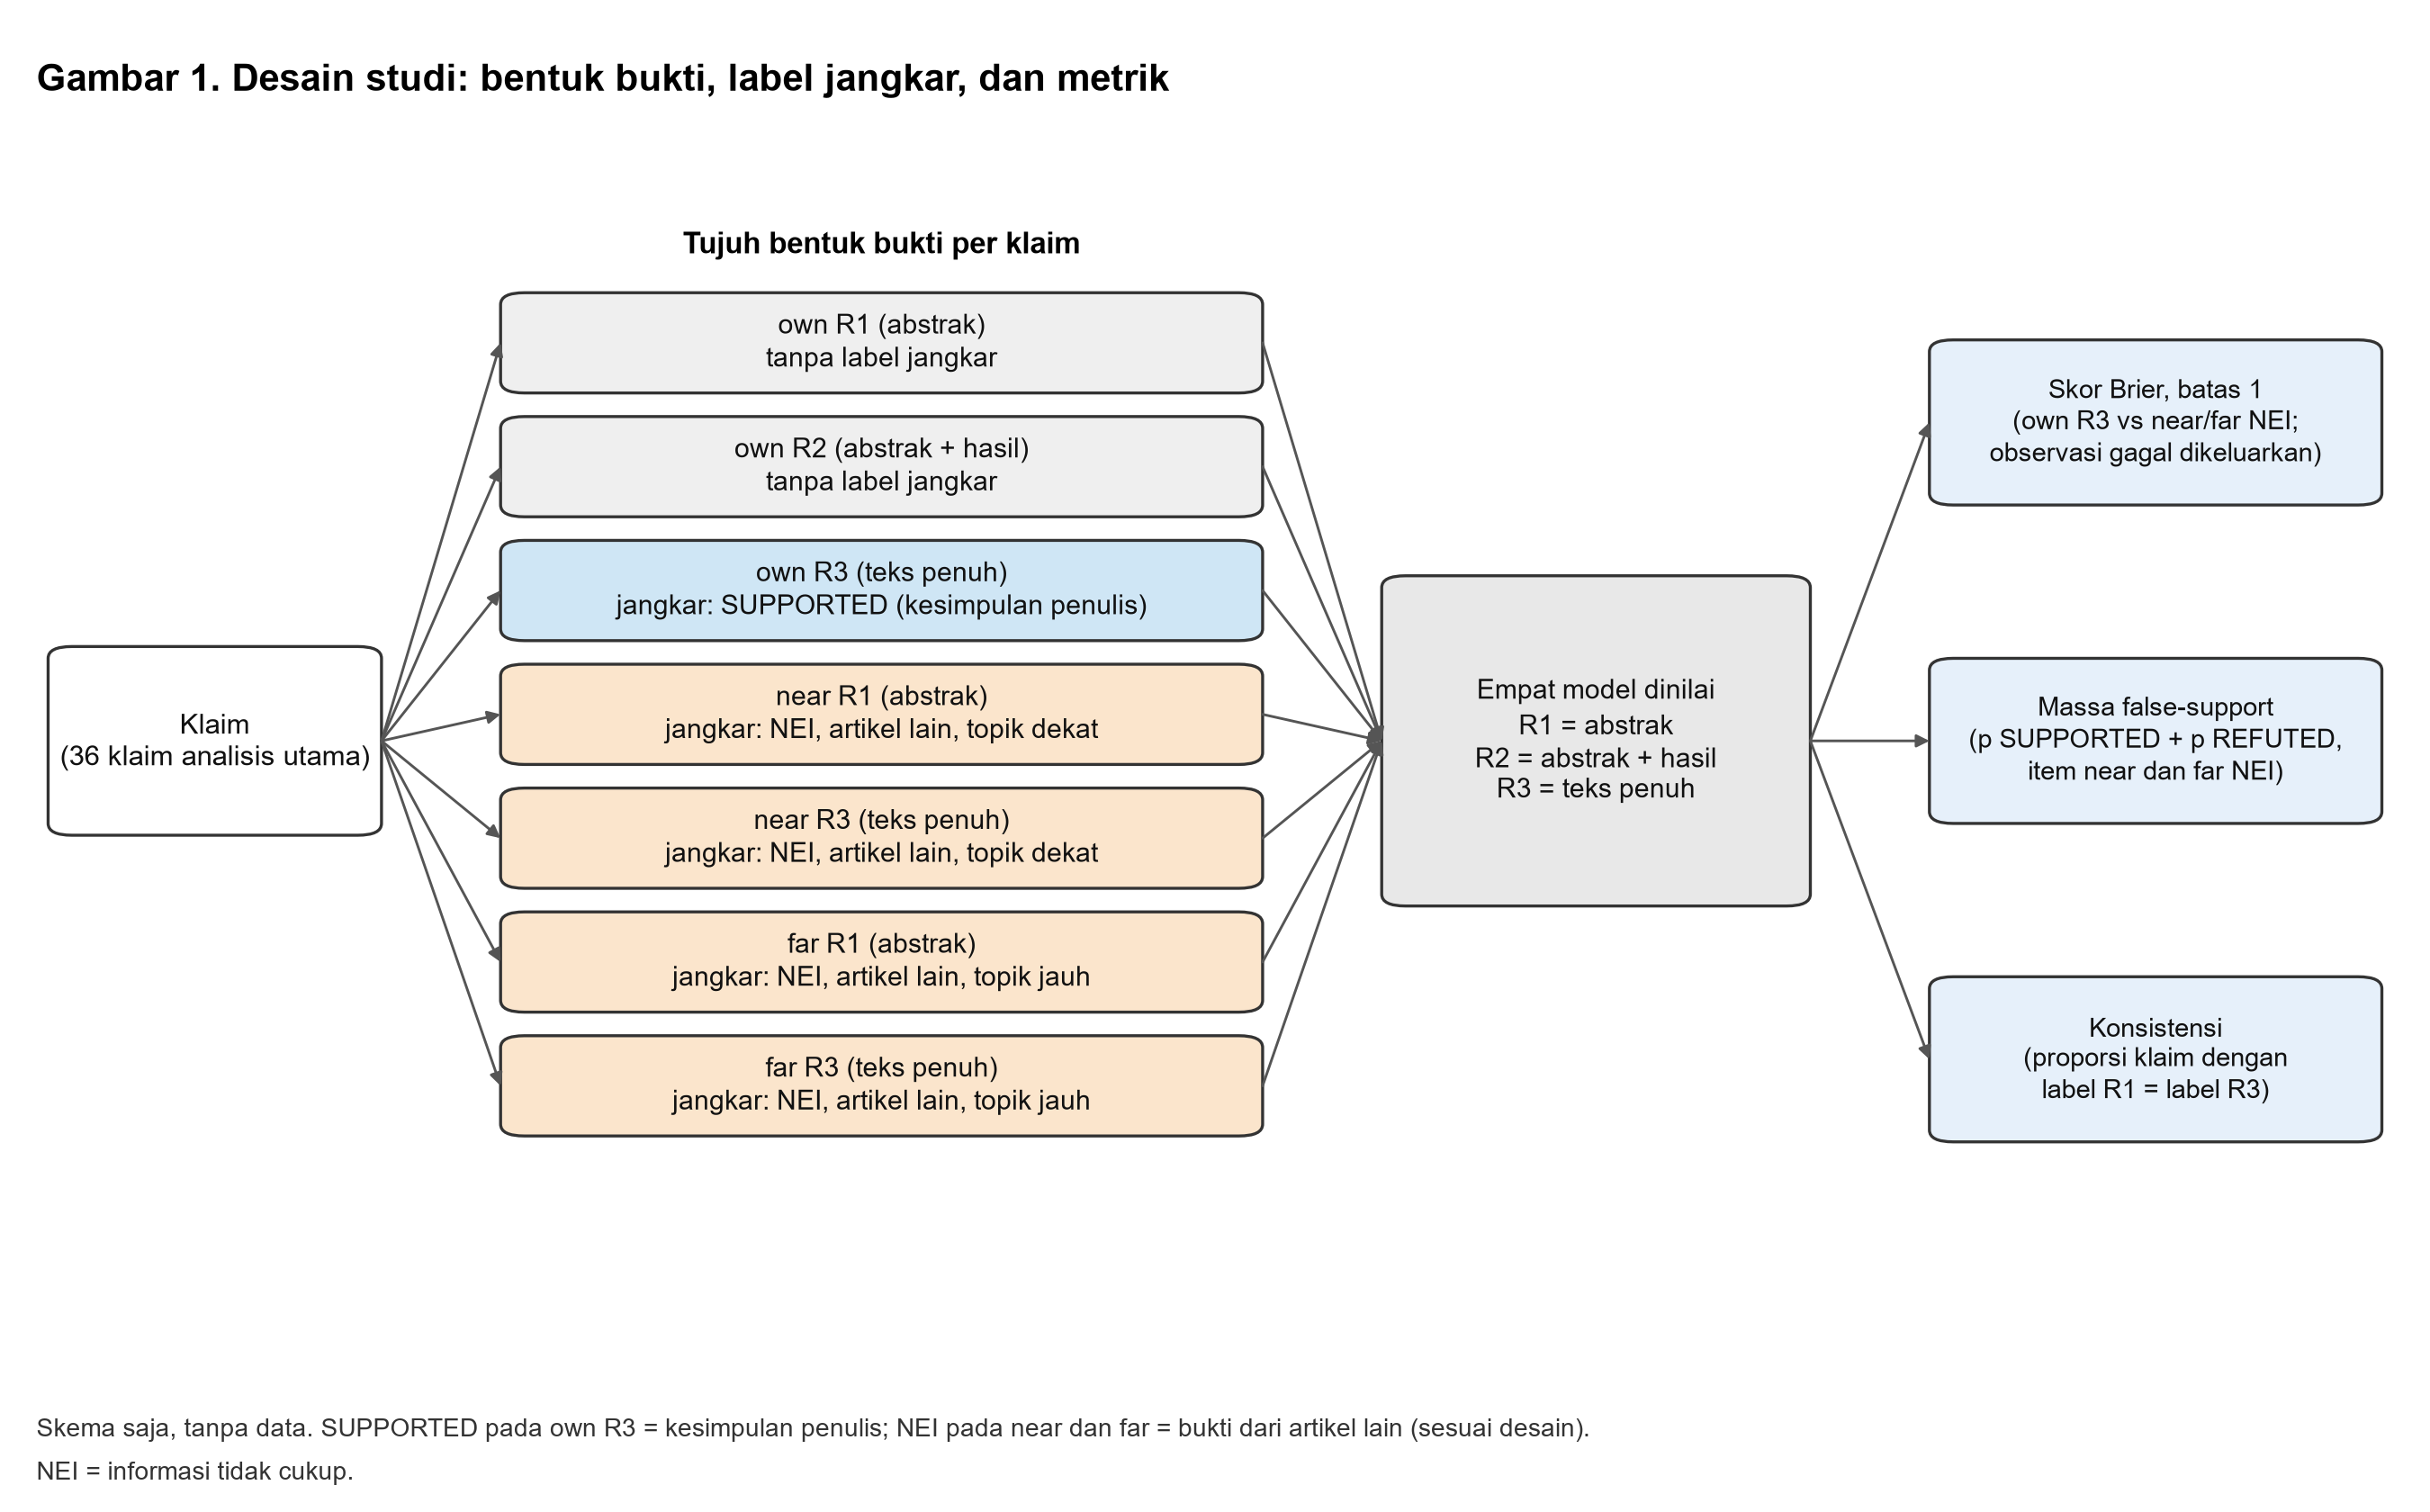 Gambar 1. Desain studi: bentuk bukti, label jangkar, dan metrik
Tujuh bentuk bukti per klaim
Klaim
(36 klaim analisis utama)
own R1 (abstrak)
tanpa label jangkar
own R2 (abstrak + hasil)
tanpa label jangkar
own R3 (teks penuh)
jangkar: SUPPORTED (kesimpulan penulis)
near R1 (abstrak)
jangkar: NEI, artikel lain, topik dekat
near R3 (teks penuh)
jangkar: NEI, artikel lain, topik dekat
far R1 (abstrak)
jangkar: NEI, artikel lain, topik jauh
far R3 (teks penuh)
jangkar: NEI, artikel lain, topik jauh
Empat model dinilai
R1 = abstrak
R2 = abstrak + hasil
R3 = teks penuh
Skor Brier, batas 1
(own R3 vs near/far NEI;
observasi gagal dikeluarkan)
Massa false-support
(p SUPPORTED + p REFUTED,
item near dan far NEI)
Konsistensi
(proporsi klaim dengan
label R1 = label R3)
Skema saja, tanpa data. SUPPORTED pada own R3 = kesimpulan penulis; NEI pada near dan far = bukti dari artikel lain (sesuai desain).
NEI = informasi tidak cukup.